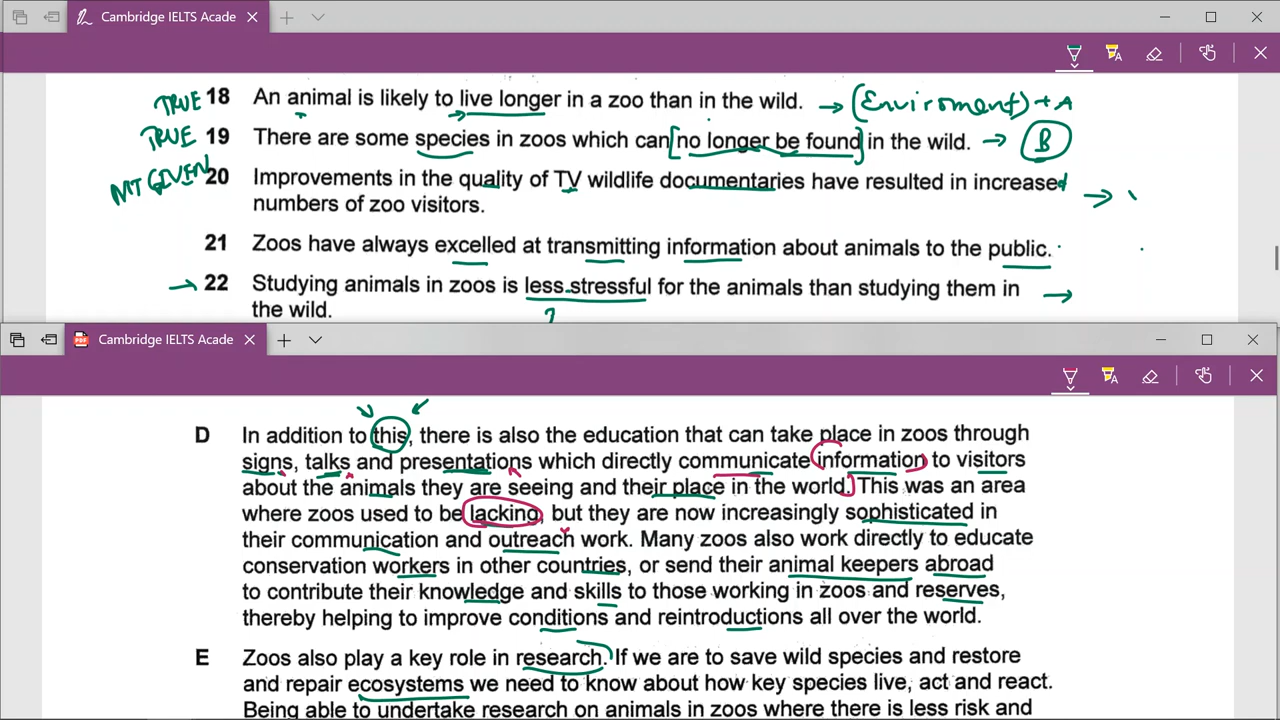 Cambridge IELTS Acade
TRUE 18 An animal is likely to live longer in a zoo than in the wild. → (Enviroment) + A
TRUE 19 There are some species in zoos which can [no longer be found] in the wild. → B
NOT GIVEN 20 Improvements in the quality of TV wildlife documentaries have resulted in increased
numbers of zoo visitors.
21 Zoos have always excelled at transmitting information about animals to the public.
→ 22 Studying animals in zoos is less stressful for the animals than studying them in →
the wild.
Cambridge IELTS Acade
D In addition to this, there is also the education that can take place in zoos through
signs, talks and presentations which directly communicate information to visitors
about the animals they are seeing and their place in the world. This was an area
where zoos used to be lacking, but they are now increasingly sophisticated in
their communication and outreach work. Many zoos also work directly to educate
conservation workers in other countries, or send their animal keepers abroad
to contribute their knowledge and skills to those working in zoos and reserves,
thereby helping to improve conditions and reintroductions all over the world.
E Zoos also play a key role in research. If we are to save wild species and restore
and repair ecosystems we need to know about how key species live, act and react.
Being able to undertake research on animals in zoos where there is less risk and